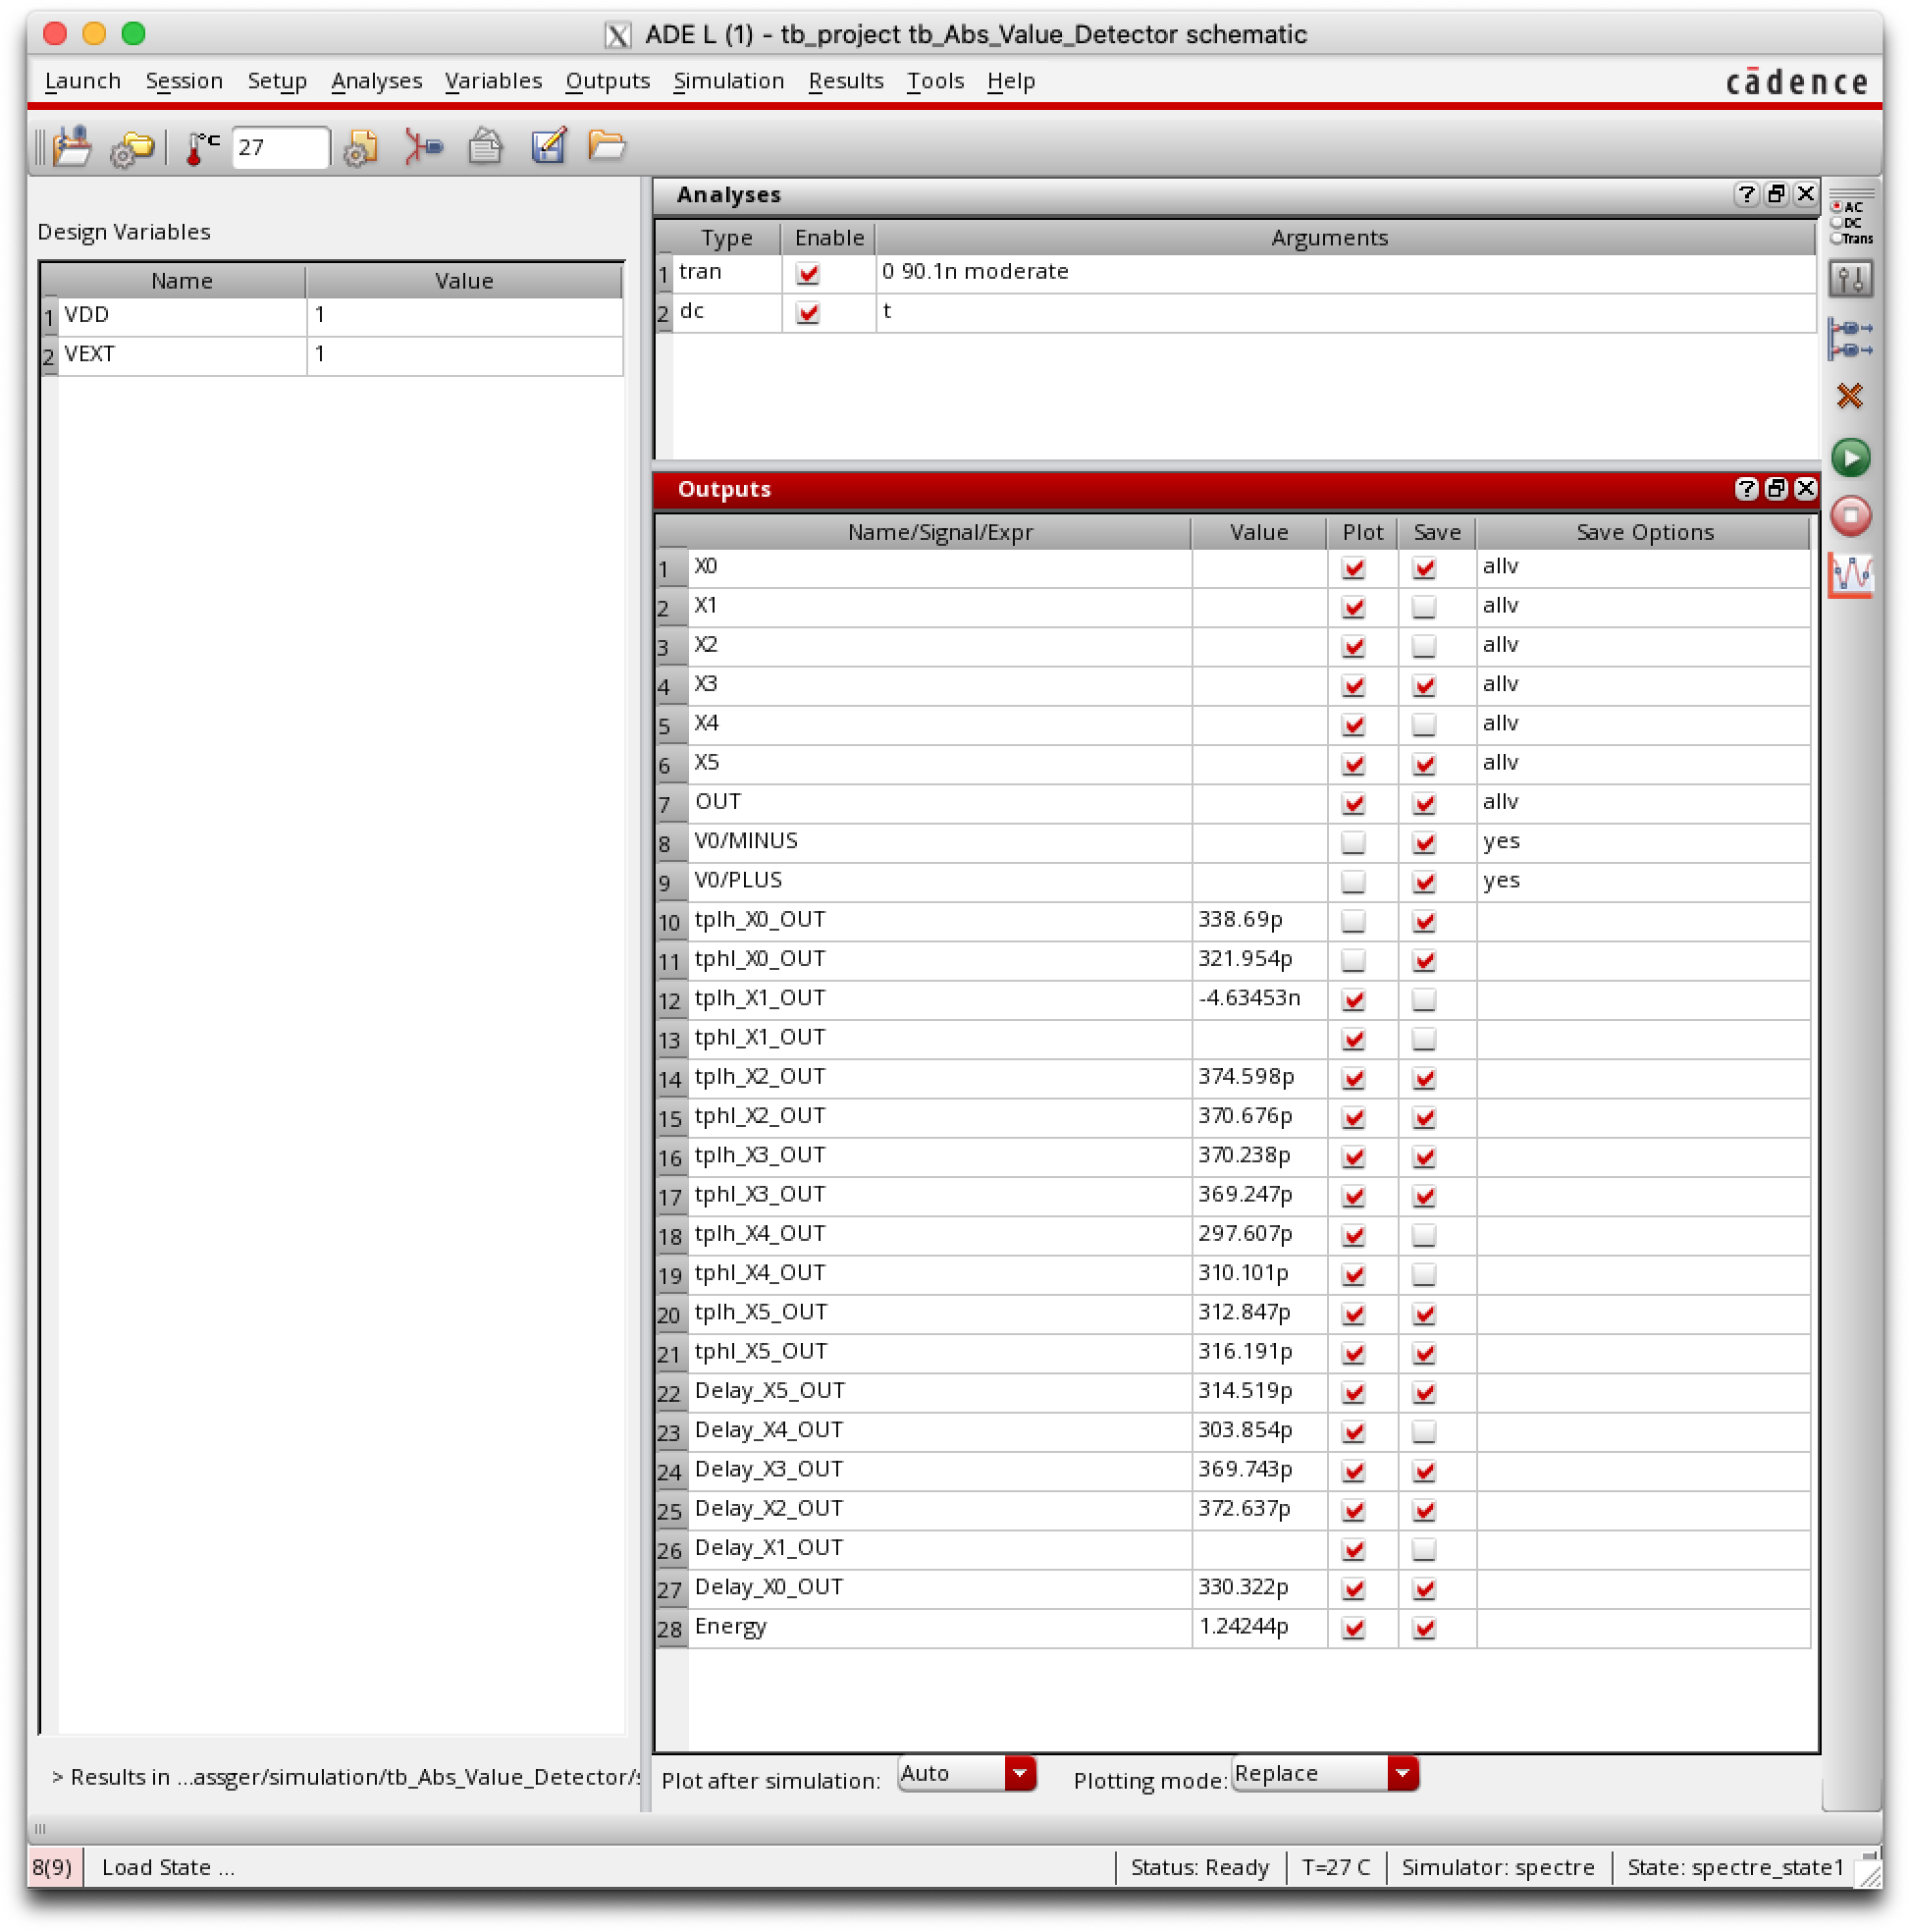 ADE L (1) - tb_project tb_Abs_Value_Detector schematic
Launch Session Setup Analyses Variables Outputs Simulation Results Tools Help cādence
°C 27
Design Variables
Name Value
1 VDD 1
2 VEXT 1
> Results in ...assger/simulation/tb_Abs_Value_Detector/s
Analyses
Type Enable Arguments
1 tran 0 90.1n moderate
2 dc t
AC
DC
Trans
Outputs
Name/Signal/Expr Value Plot Save Save Options
1 X0 allv
2 X1 allv
3 X2 allv
4 X3 allv
5 X4 allv
6 X5 allv
7 OUT allv
8 V0/MINUS yes
9 V0/PLUS yes
10 tplh_X0_OUT 338.69p
11 tphl_X0_OUT 321.954p
12 tplh_X1_OUT -4.63453n
13 tphl_X1_OUT
14 tplh_X2_OUT 374.598p
15 tphl_X2_OUT 370.676p
16 tplh_X3_OUT 370.238p
17 tphl_X3_OUT 369.247p
18 tplh_X4_OUT 297.607p
19 tphl_X4_OUT 310.101p
20 tplh_X5_OUT 312.847p
21 tphl_X5_OUT 316.191p
22 Delay_X5_OUT 314.519p
23 Delay_X4_OUT 303.854p
24 Delay_X3_OUT 369.743p
25 Delay_X2_OUT 372.637p
26 Delay_X1_OUT
27 Delay_X0_OUT 330.322p
28 Energy 1.24244p
Plot after simulation: Auto Plotting mode: Replace
8(9) Load State ... Status: Ready T=27 C Simulator: spectre State: spectre_state1